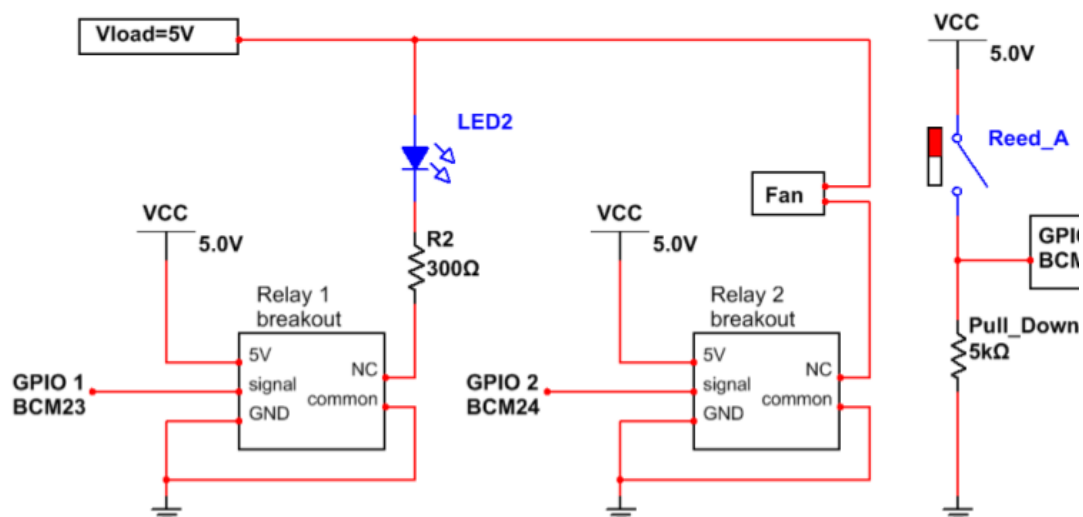 Vload=5V
VCC
5.0V
LED2
Reed_A
Fan
VCC
5.0V
R2
300Ω
VCC
5.0V
GPIO
BCM
Relay 1
breakout
Relay 2
breakout
Pull_Down
5kΩ
5V
NC
signal
common
GND
GPIO 1
BCM23
5V
NC
signal
common
GND
GPIO 2
BCM24